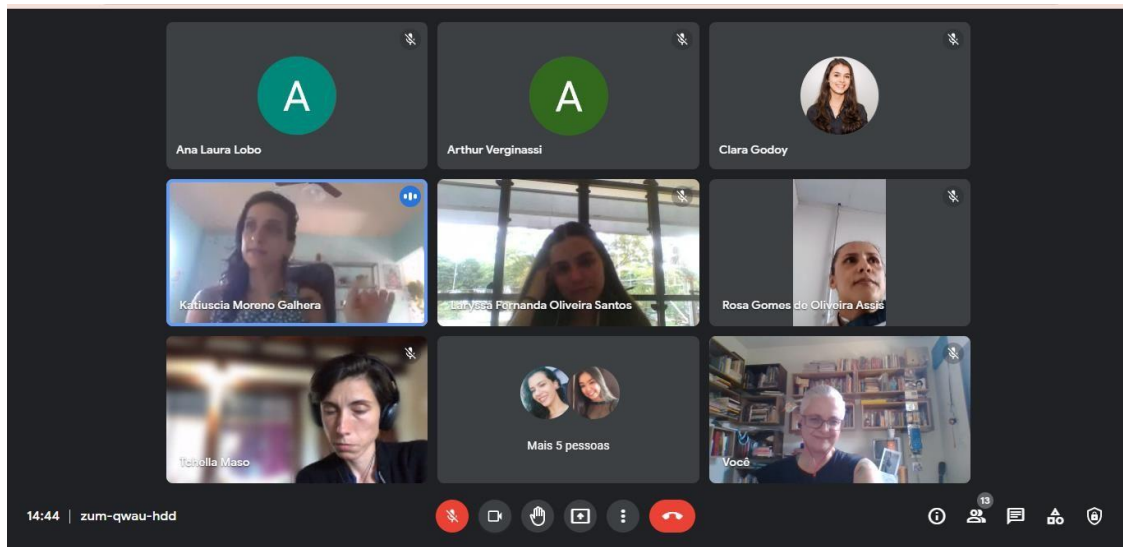 A
Ana Laura Lobo
A
Arthur Verginassi
Clara Godoy
Katiuscia Moreno Galhera
Laryssa Fernanda Oliveira Santos
Rosa Gomes de Oliveira Assis
Maso
Mais 5 pessoas
Você
14:44 | zum-qwau-hdd
13